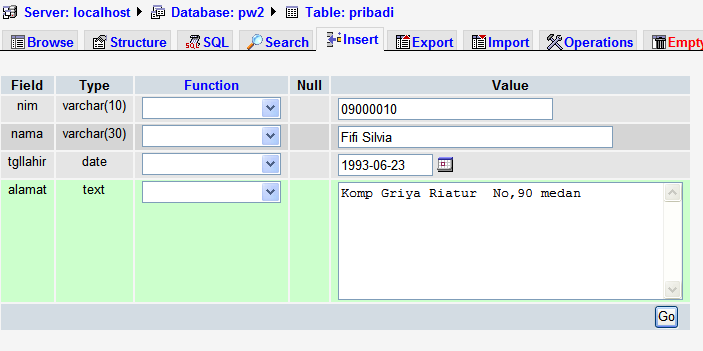 Server: localhost Database: pw2 Table: pribadi
Browse Structure SQL Search Insert Export Import Operations Empty
Field Type Function Null Value
nim varchar(10) 09000010
nama varchar(30) Fifi Silvia
tgllahir date 1993-06-23
alamat text Komp Griya Riatur No,90 medan
Go